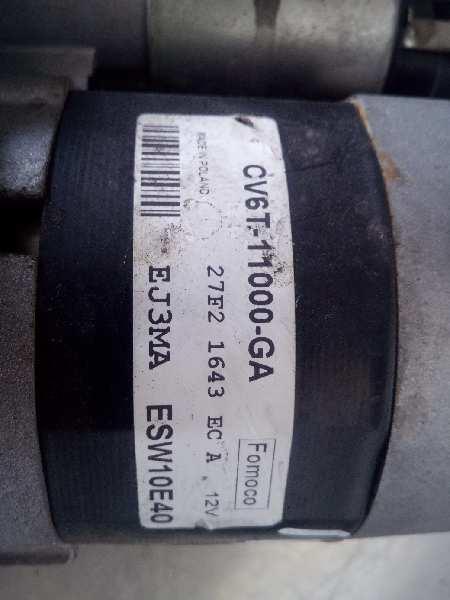 CV6T-11000-GA
MADE IN POLAND
27F2 1643 EC A
Fomoco
12V
EJ3MA ESW10E40